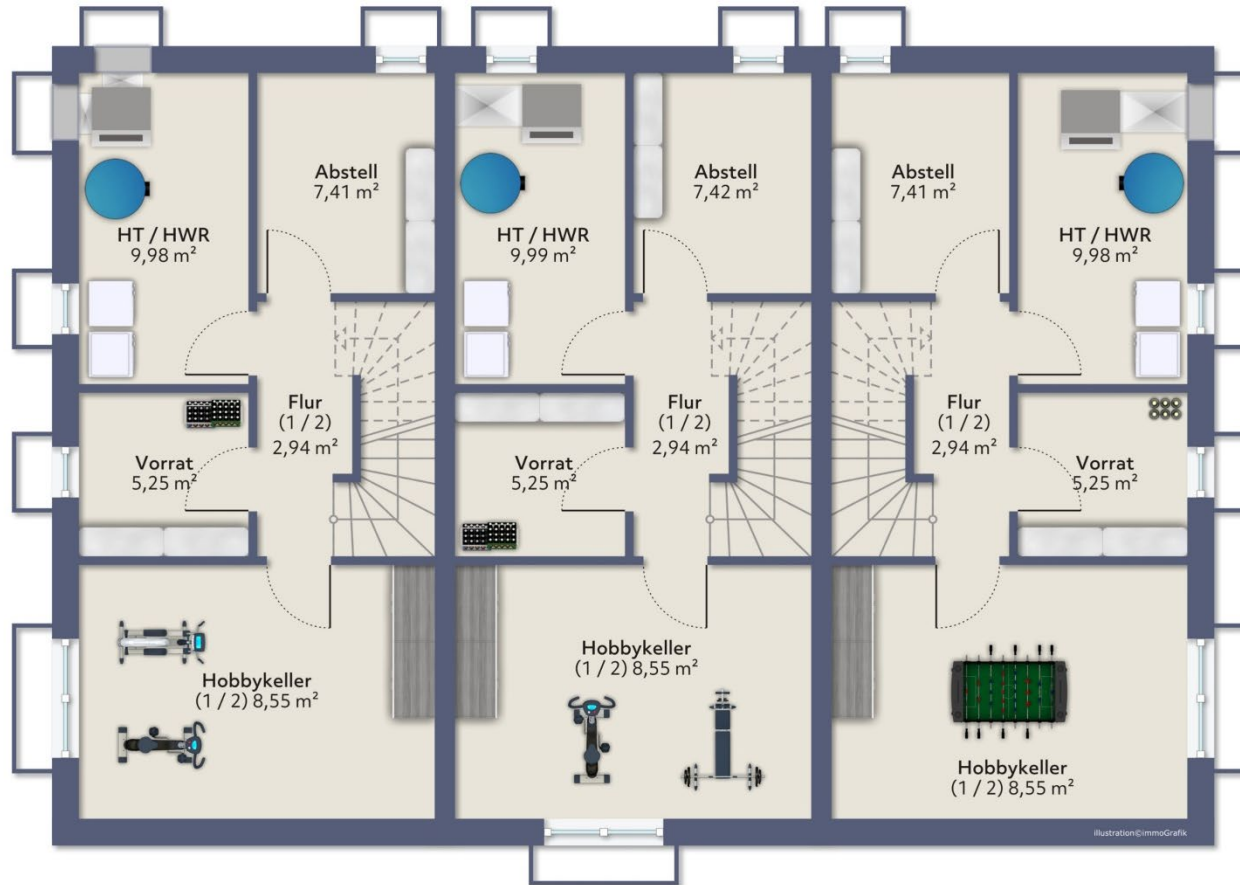 Abstell
7,41 m²
Abstell
7,42 m²
Abstell
7,41 m²
HT / HWR
9,98 m²
HT / HWR
9,99 m²
HT / HWR
9,98 m²
Flur
(1 / 2)
2,94 m²
Flur
(1 / 2)
2,94 m²
Flur
(1 / 2)
2,94 m²
Vorrat
5,25 m²
Vorrat
5,25 m²
Vorrat
5,25 m²
Hobbykeller
(1 / 2) 8,55 m²
Hobbykeller
(1 / 2) 8,55 m²
Hobbykeller
(1 / 2) 8,55 m²
illustration©immoGrafik